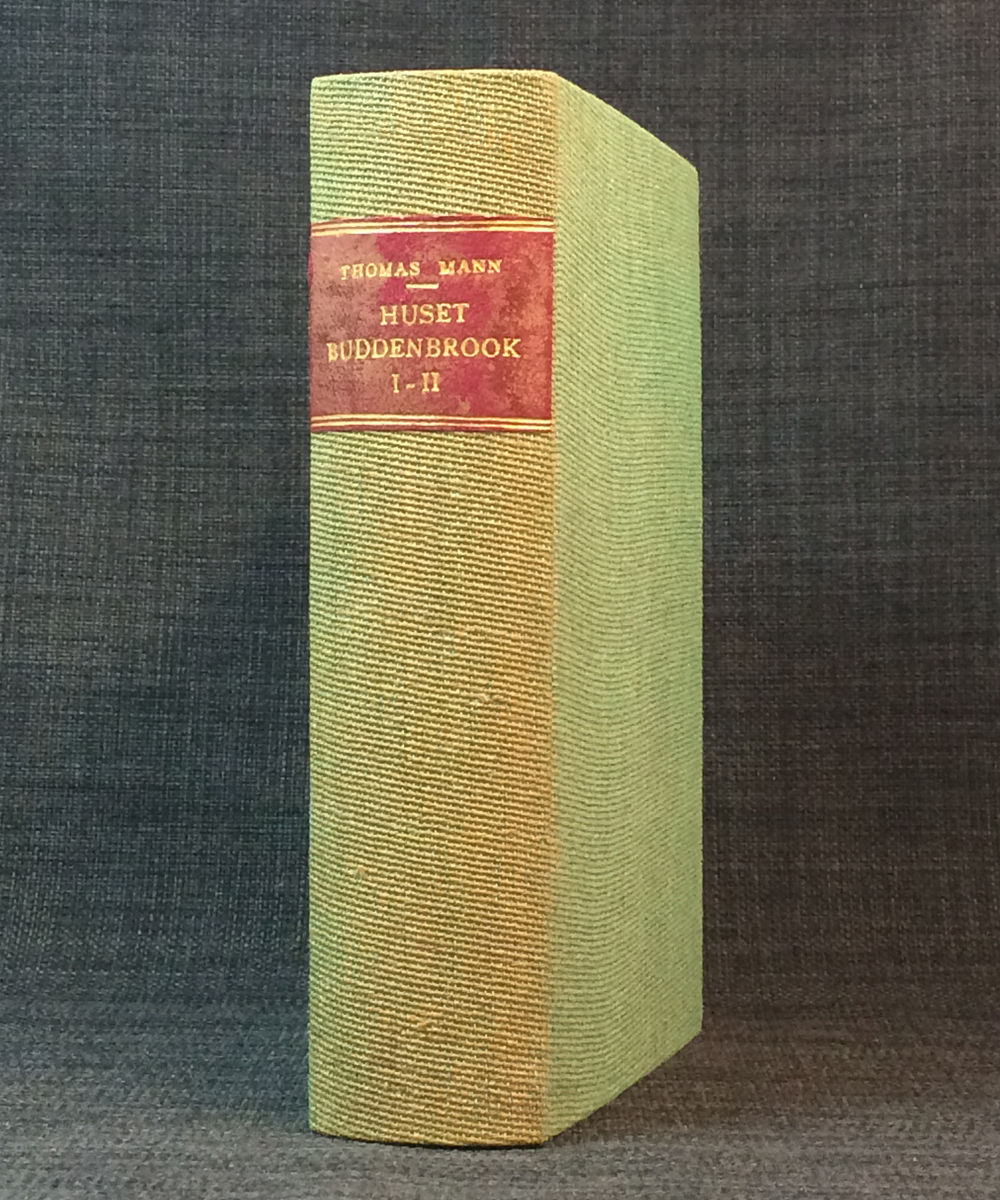 THOMAS MANN
HUSET
BUDDENBROOK
I-II